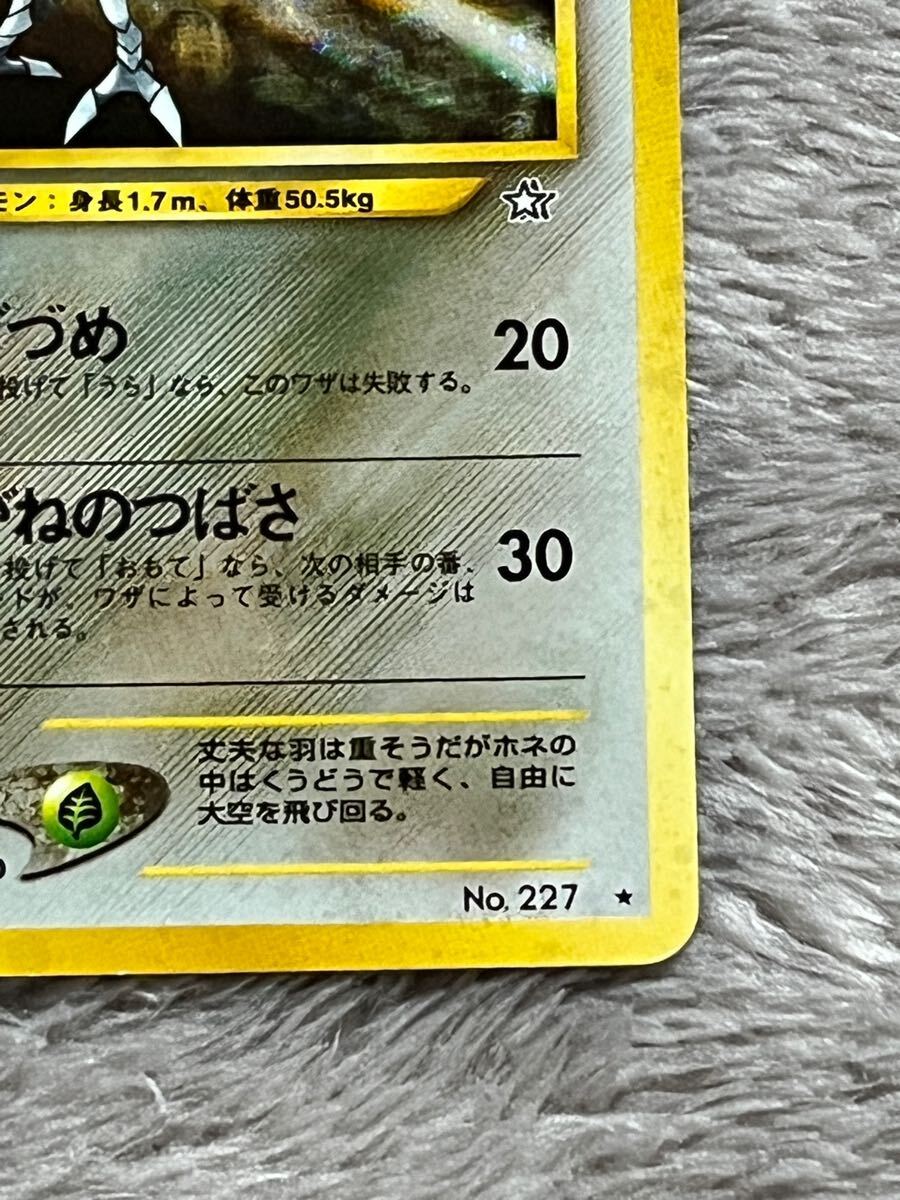 モン：身長1.7m、体重50.5kg
づめ
20
投げて「うら」なら、このワザは失敗する。
がねのつばさ
30
投げて「おもて」なら、次の相手の番、
ドが、ワザによって受けるダメージは
される。
丈夫な羽は重そうだがホネの
中はくうどうで軽く、自由に
大空を飛び回る。
No. 227 ★